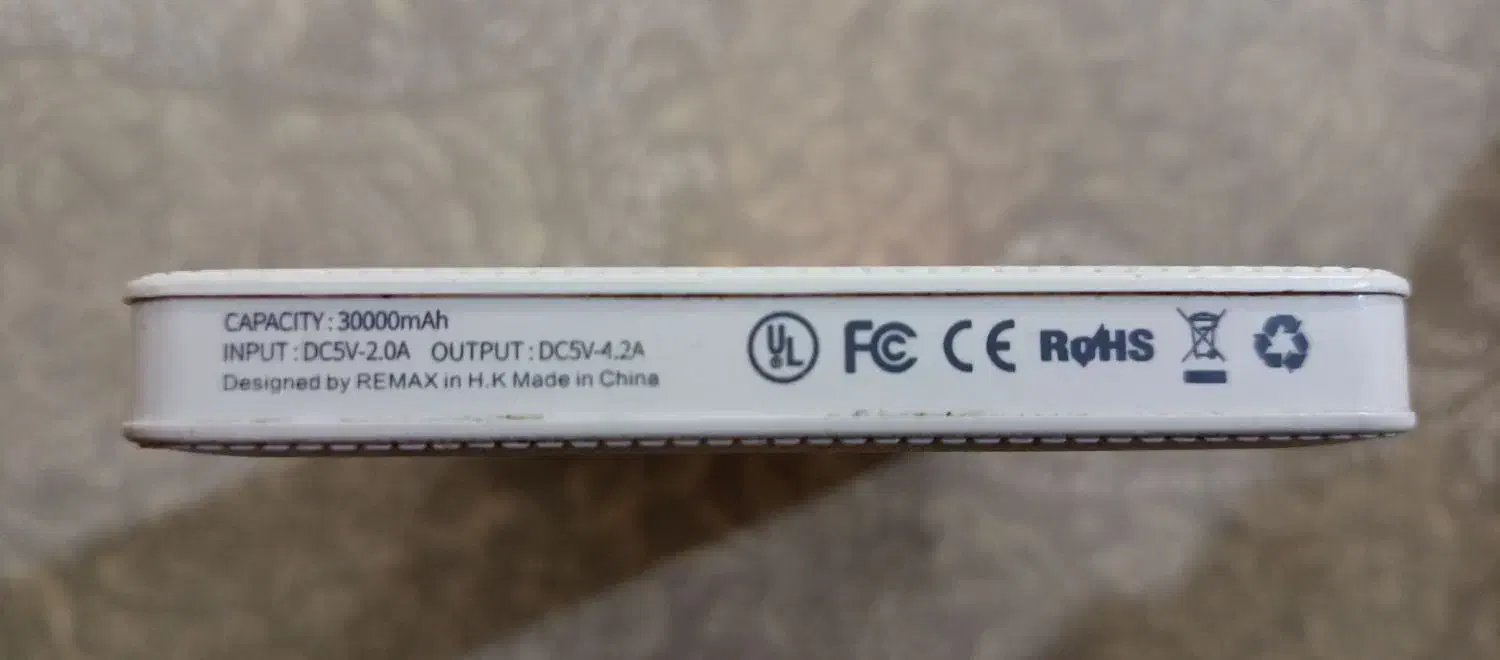 CAPACITY : 30000mAh
INPUT : DC5V-2.0A OUTPUT : DC5V-4.2A
Designed by REMAX in H.K Made in China
UL FC CE RoHS